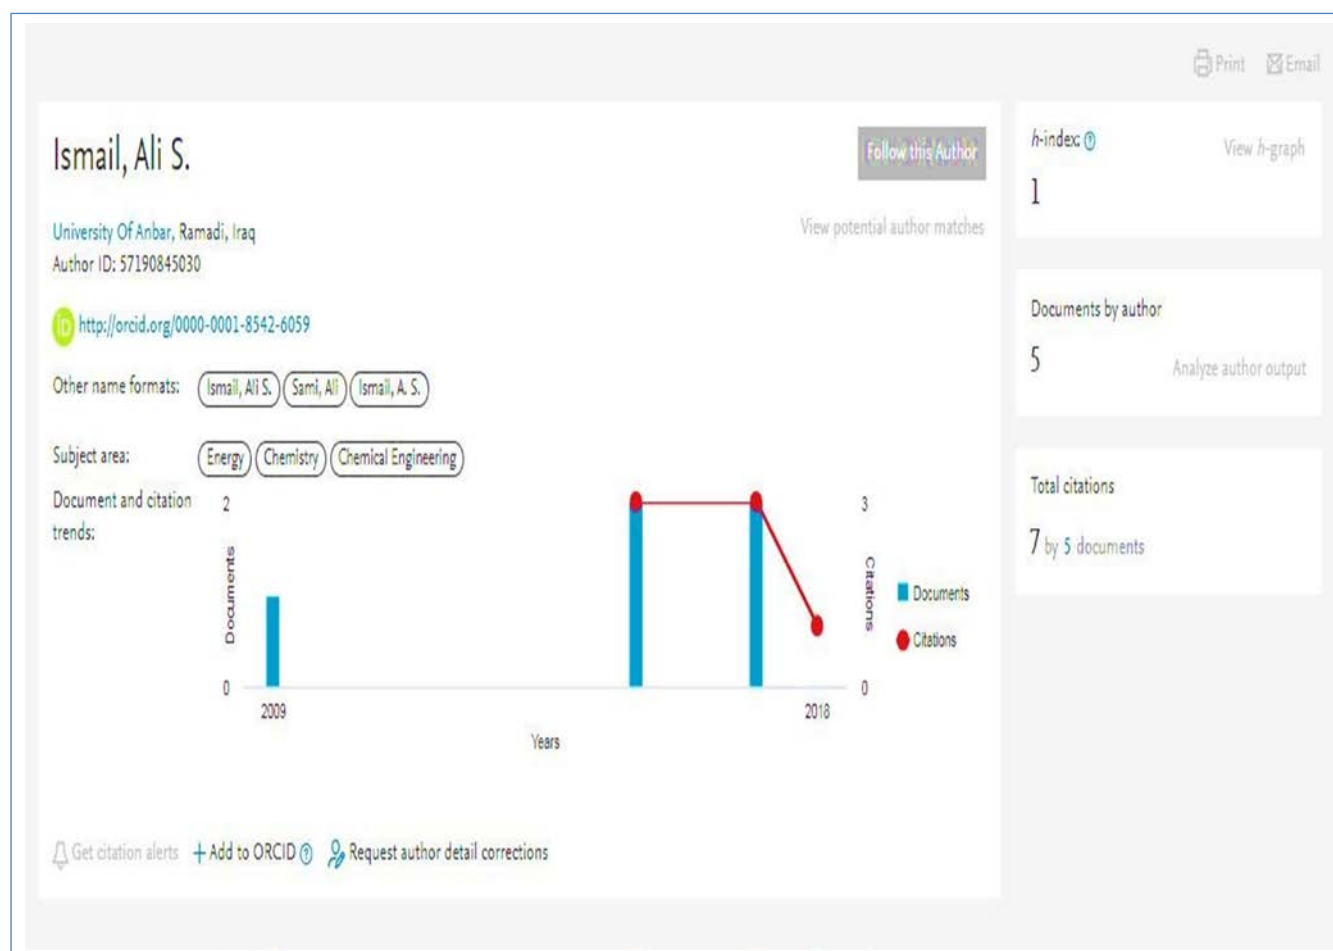 Print Email
Ismail, Ali S.
Follow this Author
University Of Anbar, Ramadi, Iraq
View potential author matches
Author ID: 57190845030
iD http://orcid.org/0000-0001-8542-6059
Other name formats: Ismail, Ali S. Sami, Ali Ismail, A. S.
Subject area: Energy Chemistry Chemical Engineering
Document and citation
trends:
2
Documents
0
2009
2018
Years
3
Citations
0
Documents
Citations
Get citation alerts + Add to ORCID ? Request author detail corrections
h-index: ?
View h-graph
1
Documents by author
5
Analyze author output
Total citations
7 by 5 documents